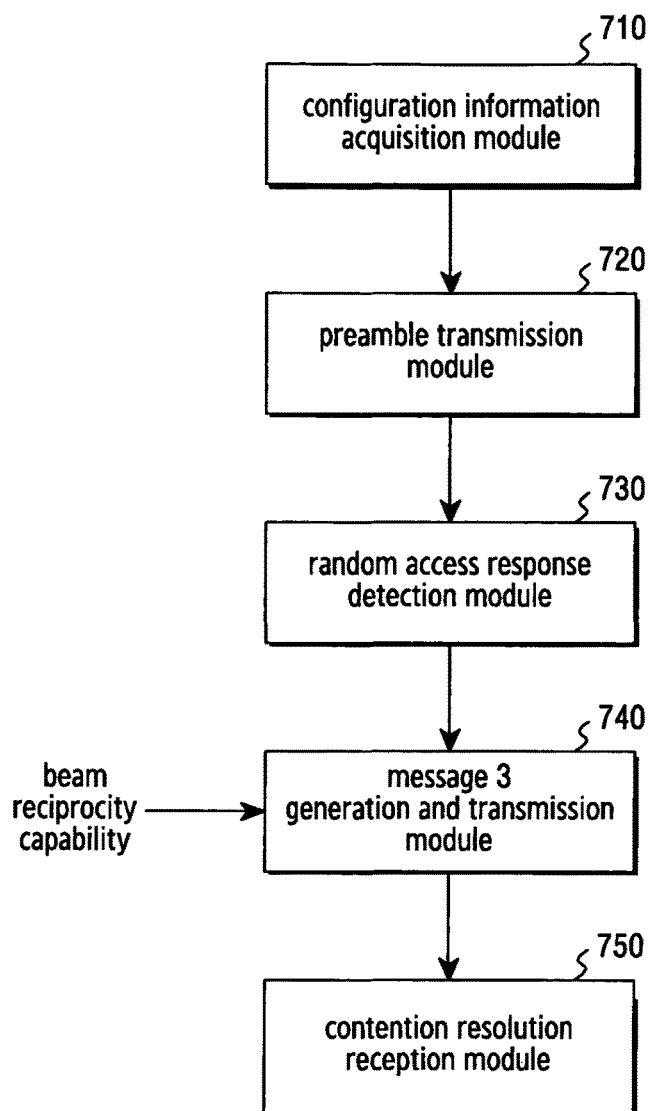 710
configuration information
acquisition module
720
preamble transmission
module
730
random access response
detection module
740
message 3
generation and transmission
module
beam
reciprocity
capability
750
contention resolution
reception module